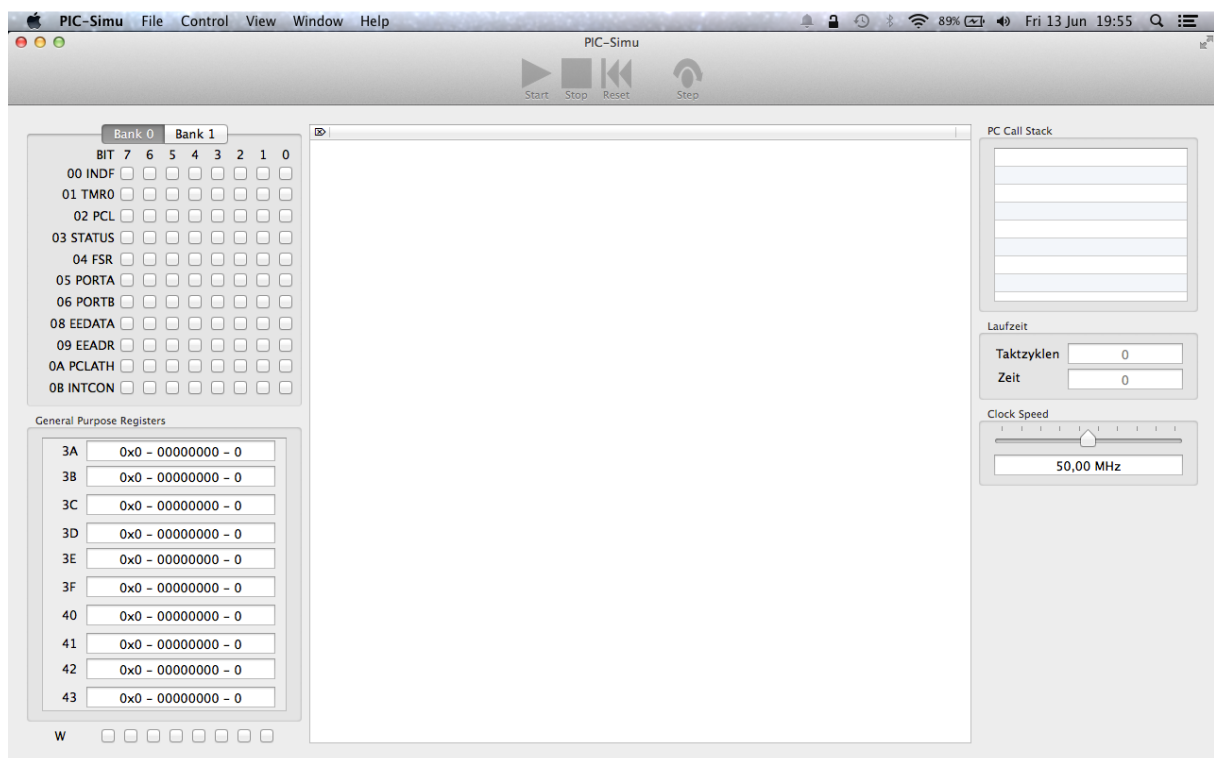 PIC-Simu File Control View Window Help 89% Fri 13 Jun 19:55
PIC-Simu
Start Stop Reset Step
Bank 0 Bank 1
BIT 7 6 5 4 3 2 1 0
00 INDF
01 TMR0
02 PCL
03 STATUS
04 FSR
05 PORTA
06 PORTB
08 EEDATA
09 EEADR
0A PCLATH
0B INTCON
General Purpose Registers
3A 0x0 - 00000000 - 0
3B 0x0 - 00000000 - 0
3C 0x0 - 00000000 - 0
3D 0x0 - 00000000 - 0
3E 0x0 - 00000000 - 0
3F 0x0 - 00000000 - 0
40 0x0 - 00000000 - 0
41 0x0 - 00000000 - 0
42 0x0 - 00000000 - 0
43 0x0 - 00000000 - 0
W
PC Call Stack
Laufzeit
Taktzyklen 0
Zeit 0
Clock Speed
50,00 MHz